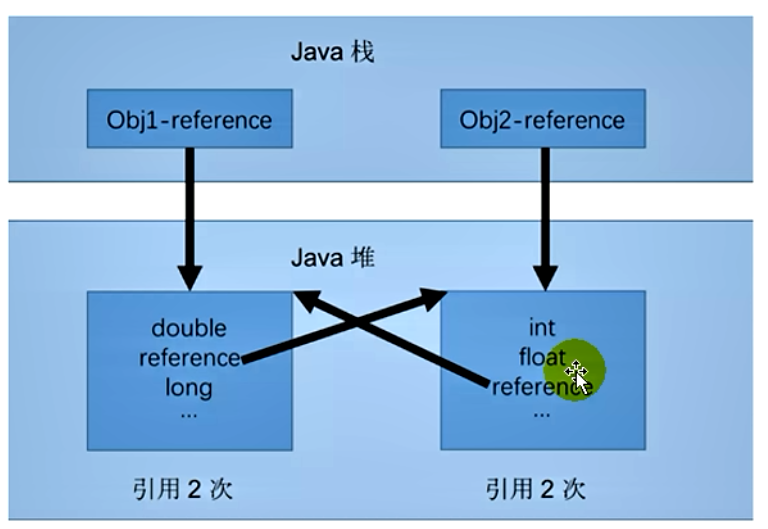 Java 栈
Obj1-reference
Obj2-reference
Java 堆
double
reference
long
...
int
float
reference
...
引用 2 次
引用 2 次